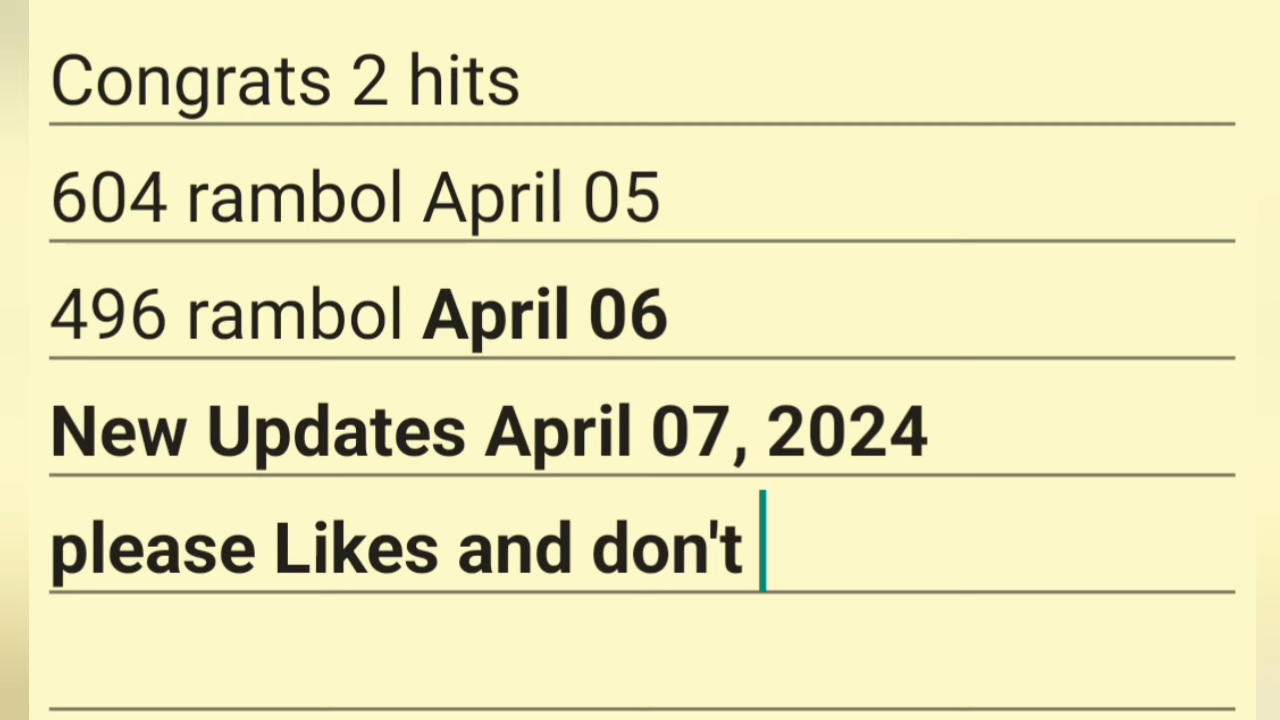 Congrats 2 hits
604 rambol April 05
496 rambol April 06
New Updates April 07, 2024
please Likes and don't